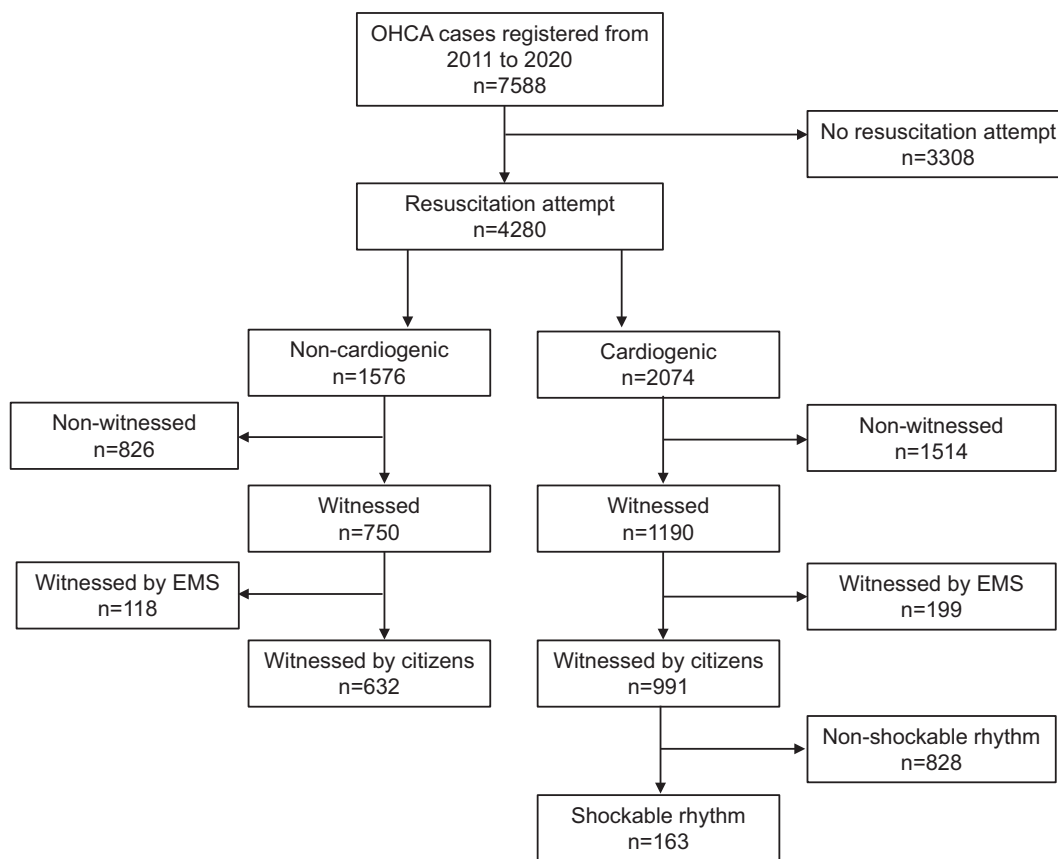 OHCA cases registered from
2011 to 2020
n=7588
No resuscitation attempt
n=3308
Resuscitation attempt
n=4280
Non-cardiogenic
n=1576
Cardiogenic
n=2074
Non-witnessed
n=826
Non-witnessed
n=1514
Witnessed
n=750
Witnessed
n=1190
Witnessed by EMS
n=118
Witnessed by EMS
n=199
Witnessed by citizens
n=632
Witnessed by citizens
n=991
Non-shockable rhythm
n=828
Shockable rhythm
n=163